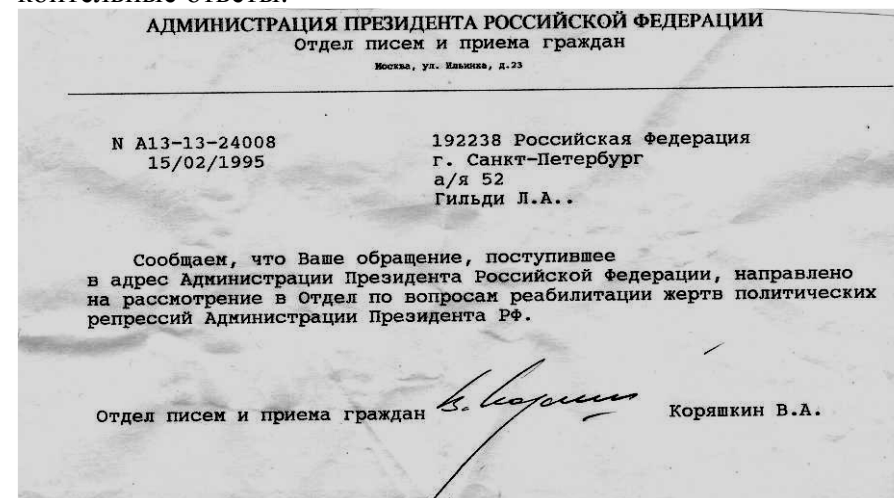 коительные ответы.
АДМИНИСТРАЦИЯ ПРЕЗИДЕНТА РОССИЙСКОЙ ФЕДЕРАЦИИ
Отдел писем и приема граждан
Москва, ул. Ильинка, д.23
N А13-13-24008
15/02/1995
192238 Российская Федерация
г. Санкт-Петербург
а/я 52
Гильди Л.А..
Сообщаем, что Ваше обращение, поступившее
в адрес Администрации Президента Российской Федерации, направлено
на рассмотрение в Отдел по вопросам реабилитации жертв политических
репрессий Администрации Президента РФ.
Отдел писем и приема граждан
Коряшкин В.А.